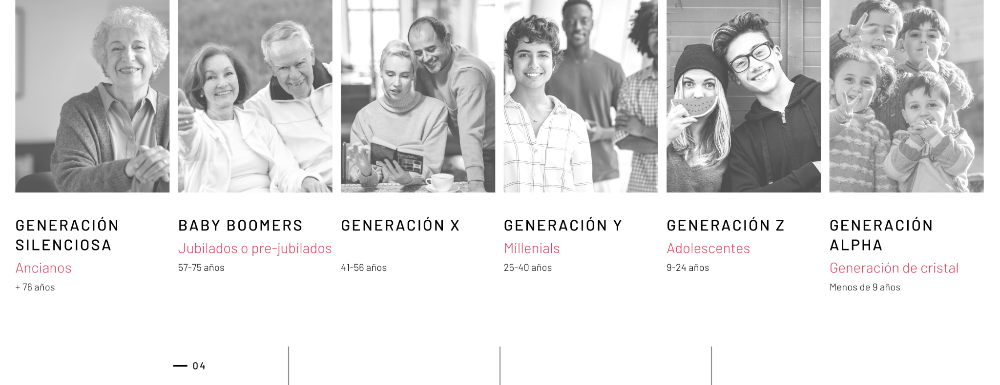 GENERACIÓN
SILENCIOSA
Ancianos
+ 76 años
BABY BOOMERS
Jubilados o pre-jubilados
57-75 años
GENERACIÓN X
41-56 años
GENERACIÓN Y
Millenials
25-40 años
GENERACIÓN Z
Adolescentes
9-24 años
GENERACIÓN
ALPHA
Generación de cristal
Menos de 9 años
04